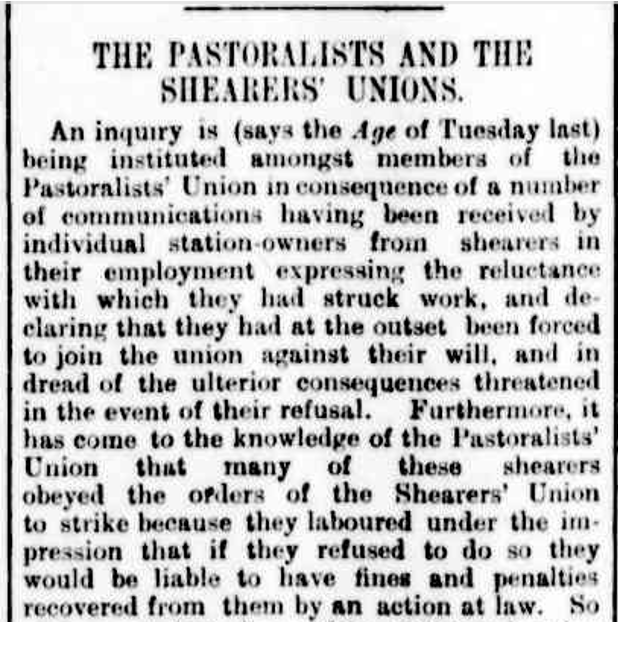 THE PASTORALISTS AND THE
SHEARERS' UNIONS.
An inquiry is (says the Age of Tuesday last)
being instituted amongst members of the
Pastoralists' Union in consequence of a number
of communications having been received by
individual station-owners from shearers in
their employment expressing the reluctance
with which they had struck work, and de-
claring that they had at the outset been forced
to join the union against their will, and in
dread of the ulterior consequences threatened
in the event of their refusal. Furthermore, it
has come to the knowledge of the Pastoralists'
Union that many of these shearers
obeyed the orders of the Shearers' Union
to strike because they laboured under the im-
pression that if they refused to do so they
would be liable to have fines and penalties
recovered from them by an action at law. So